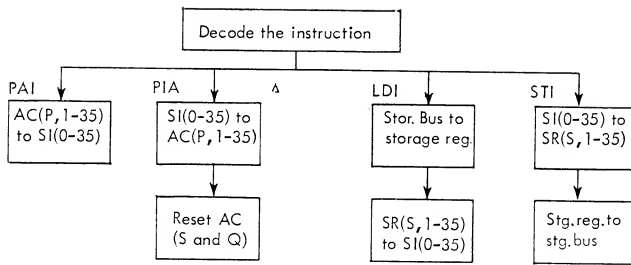 Decode the instruction
PAI
AC(P, 1-35)
to SI(0-35)
PIA
SI(0-35) to
AC(P, 1-35)
Reset AC
(S and Q)
LDI
Stor. Bus to
storage reg.
SR(S, 1-35)
to SI(0-35)
STI
SI(0-35) to
SR(S, 1-35)
Stg.reg.to
stg.bus